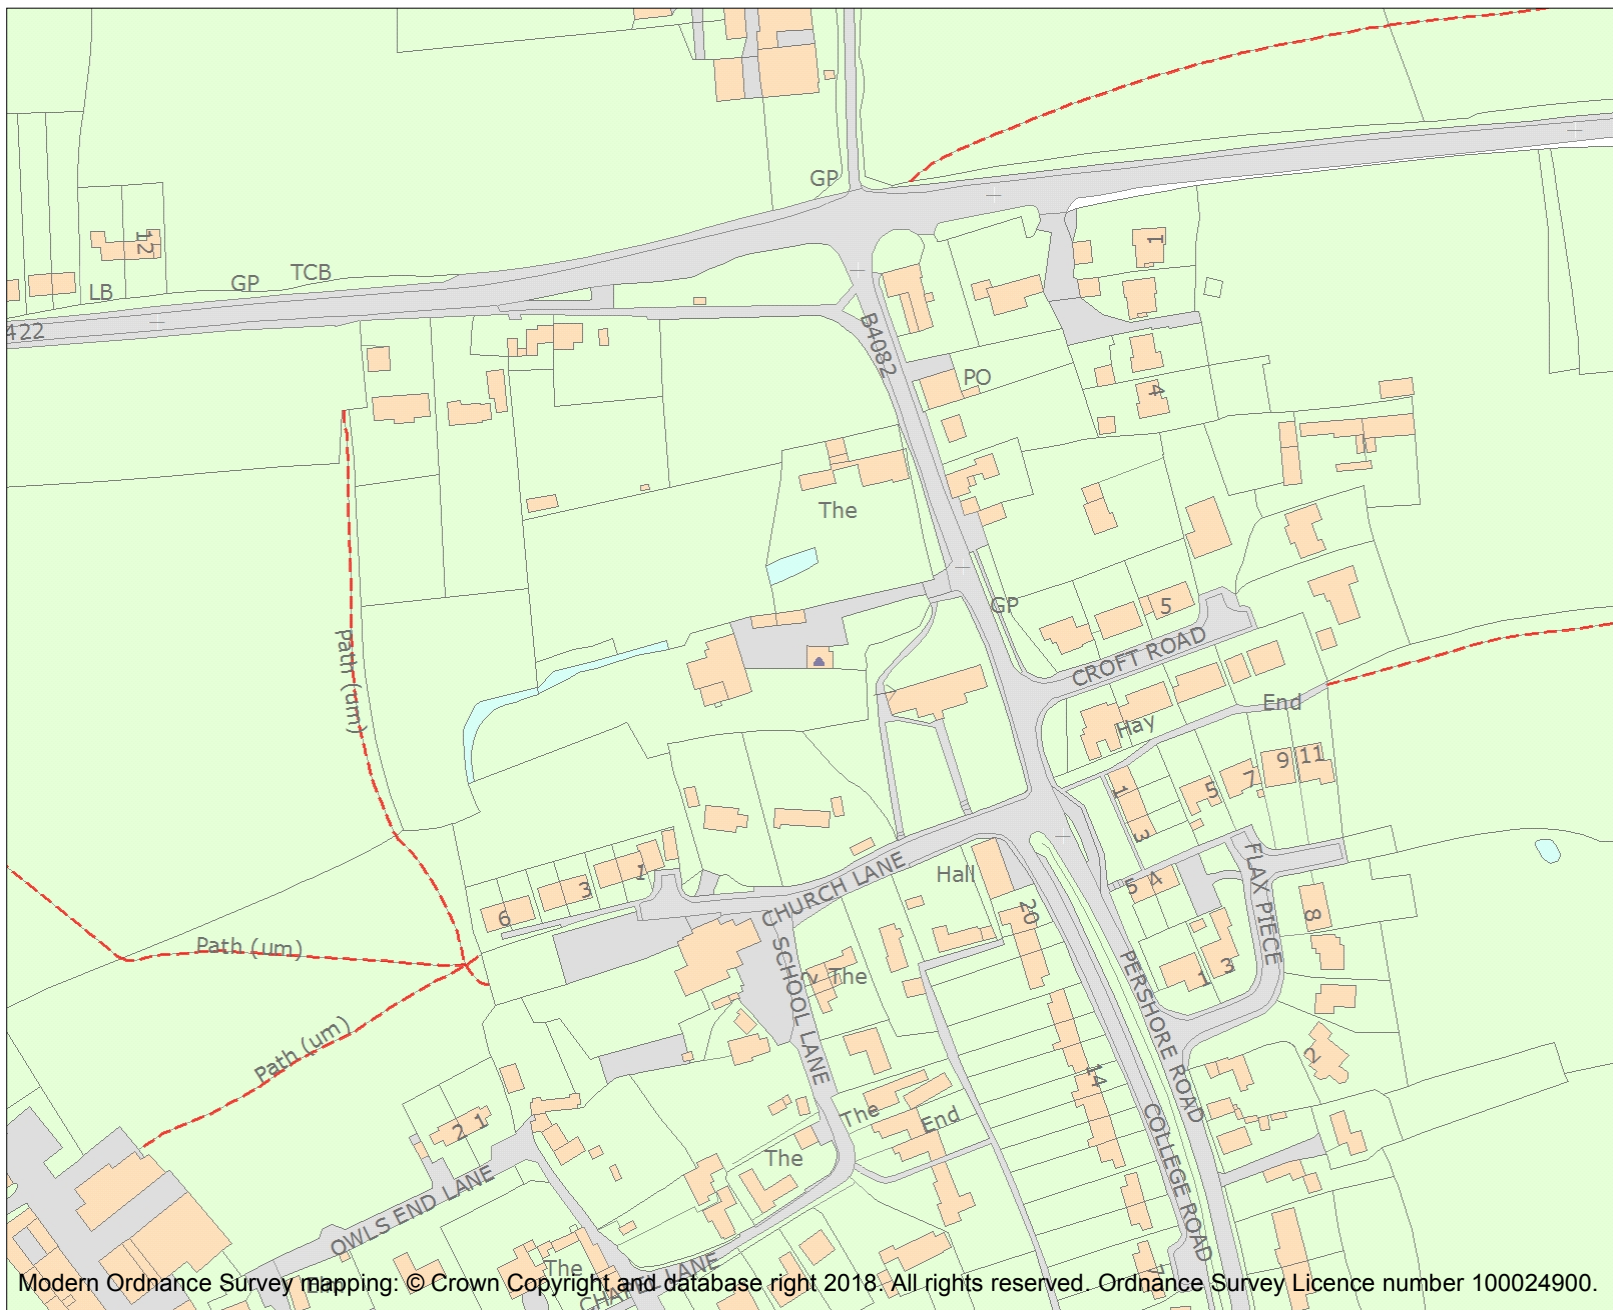 GP
12
TCB
GP
LB
1
422
B4082
PO
4
The
GP
5
CROFT ROAD
Path (um)
End
Hay
11
9
7
5
1
3
1
3
6
CHURCH LANE
Hall
20
5
4
FLAX PIECE
8
SCHOOL LANE
2
The
Path (um)
1
3
PERSHORE ROAD
Path (um)
2
14
The
End
2
1
The
COLLEGE ROAD
OWLS END LANE
The
CHAPEL LANE
7
Modern Ordnance Survey mapping: © Crown Copyright and database right 2018. All rights reserved. Ordnance Survey Licence number 100024900.